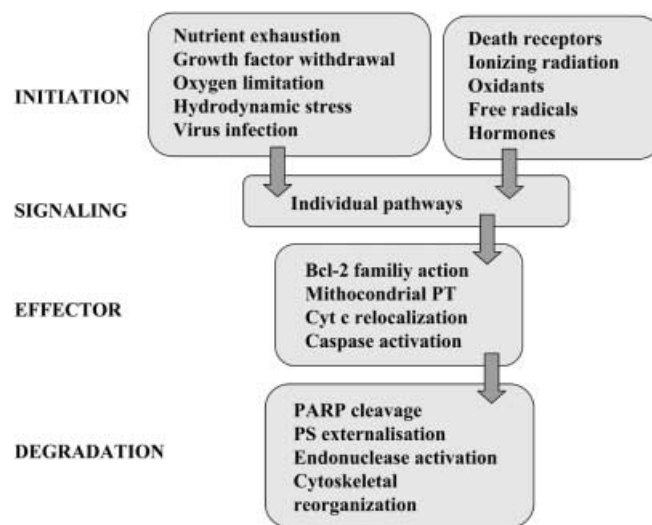 INITIATION
Nutrient exhaustion
Growth factor withdrawal
Oxygen limitation
Hydrodynamic stress
Virus infection
Death receptors
Ionizing radiation
Oxidants
Free radicals
Hormones
SIGNALING
Individual pathways
EFFECTOR
Bcl-2 familiy action
Mithocondrial PT
Cyt c relocalization
Caspase activation
DEGRADATION
PARP cleavage
PS externalisation
Endonuclease activation
Cytoskeletal
reorganization